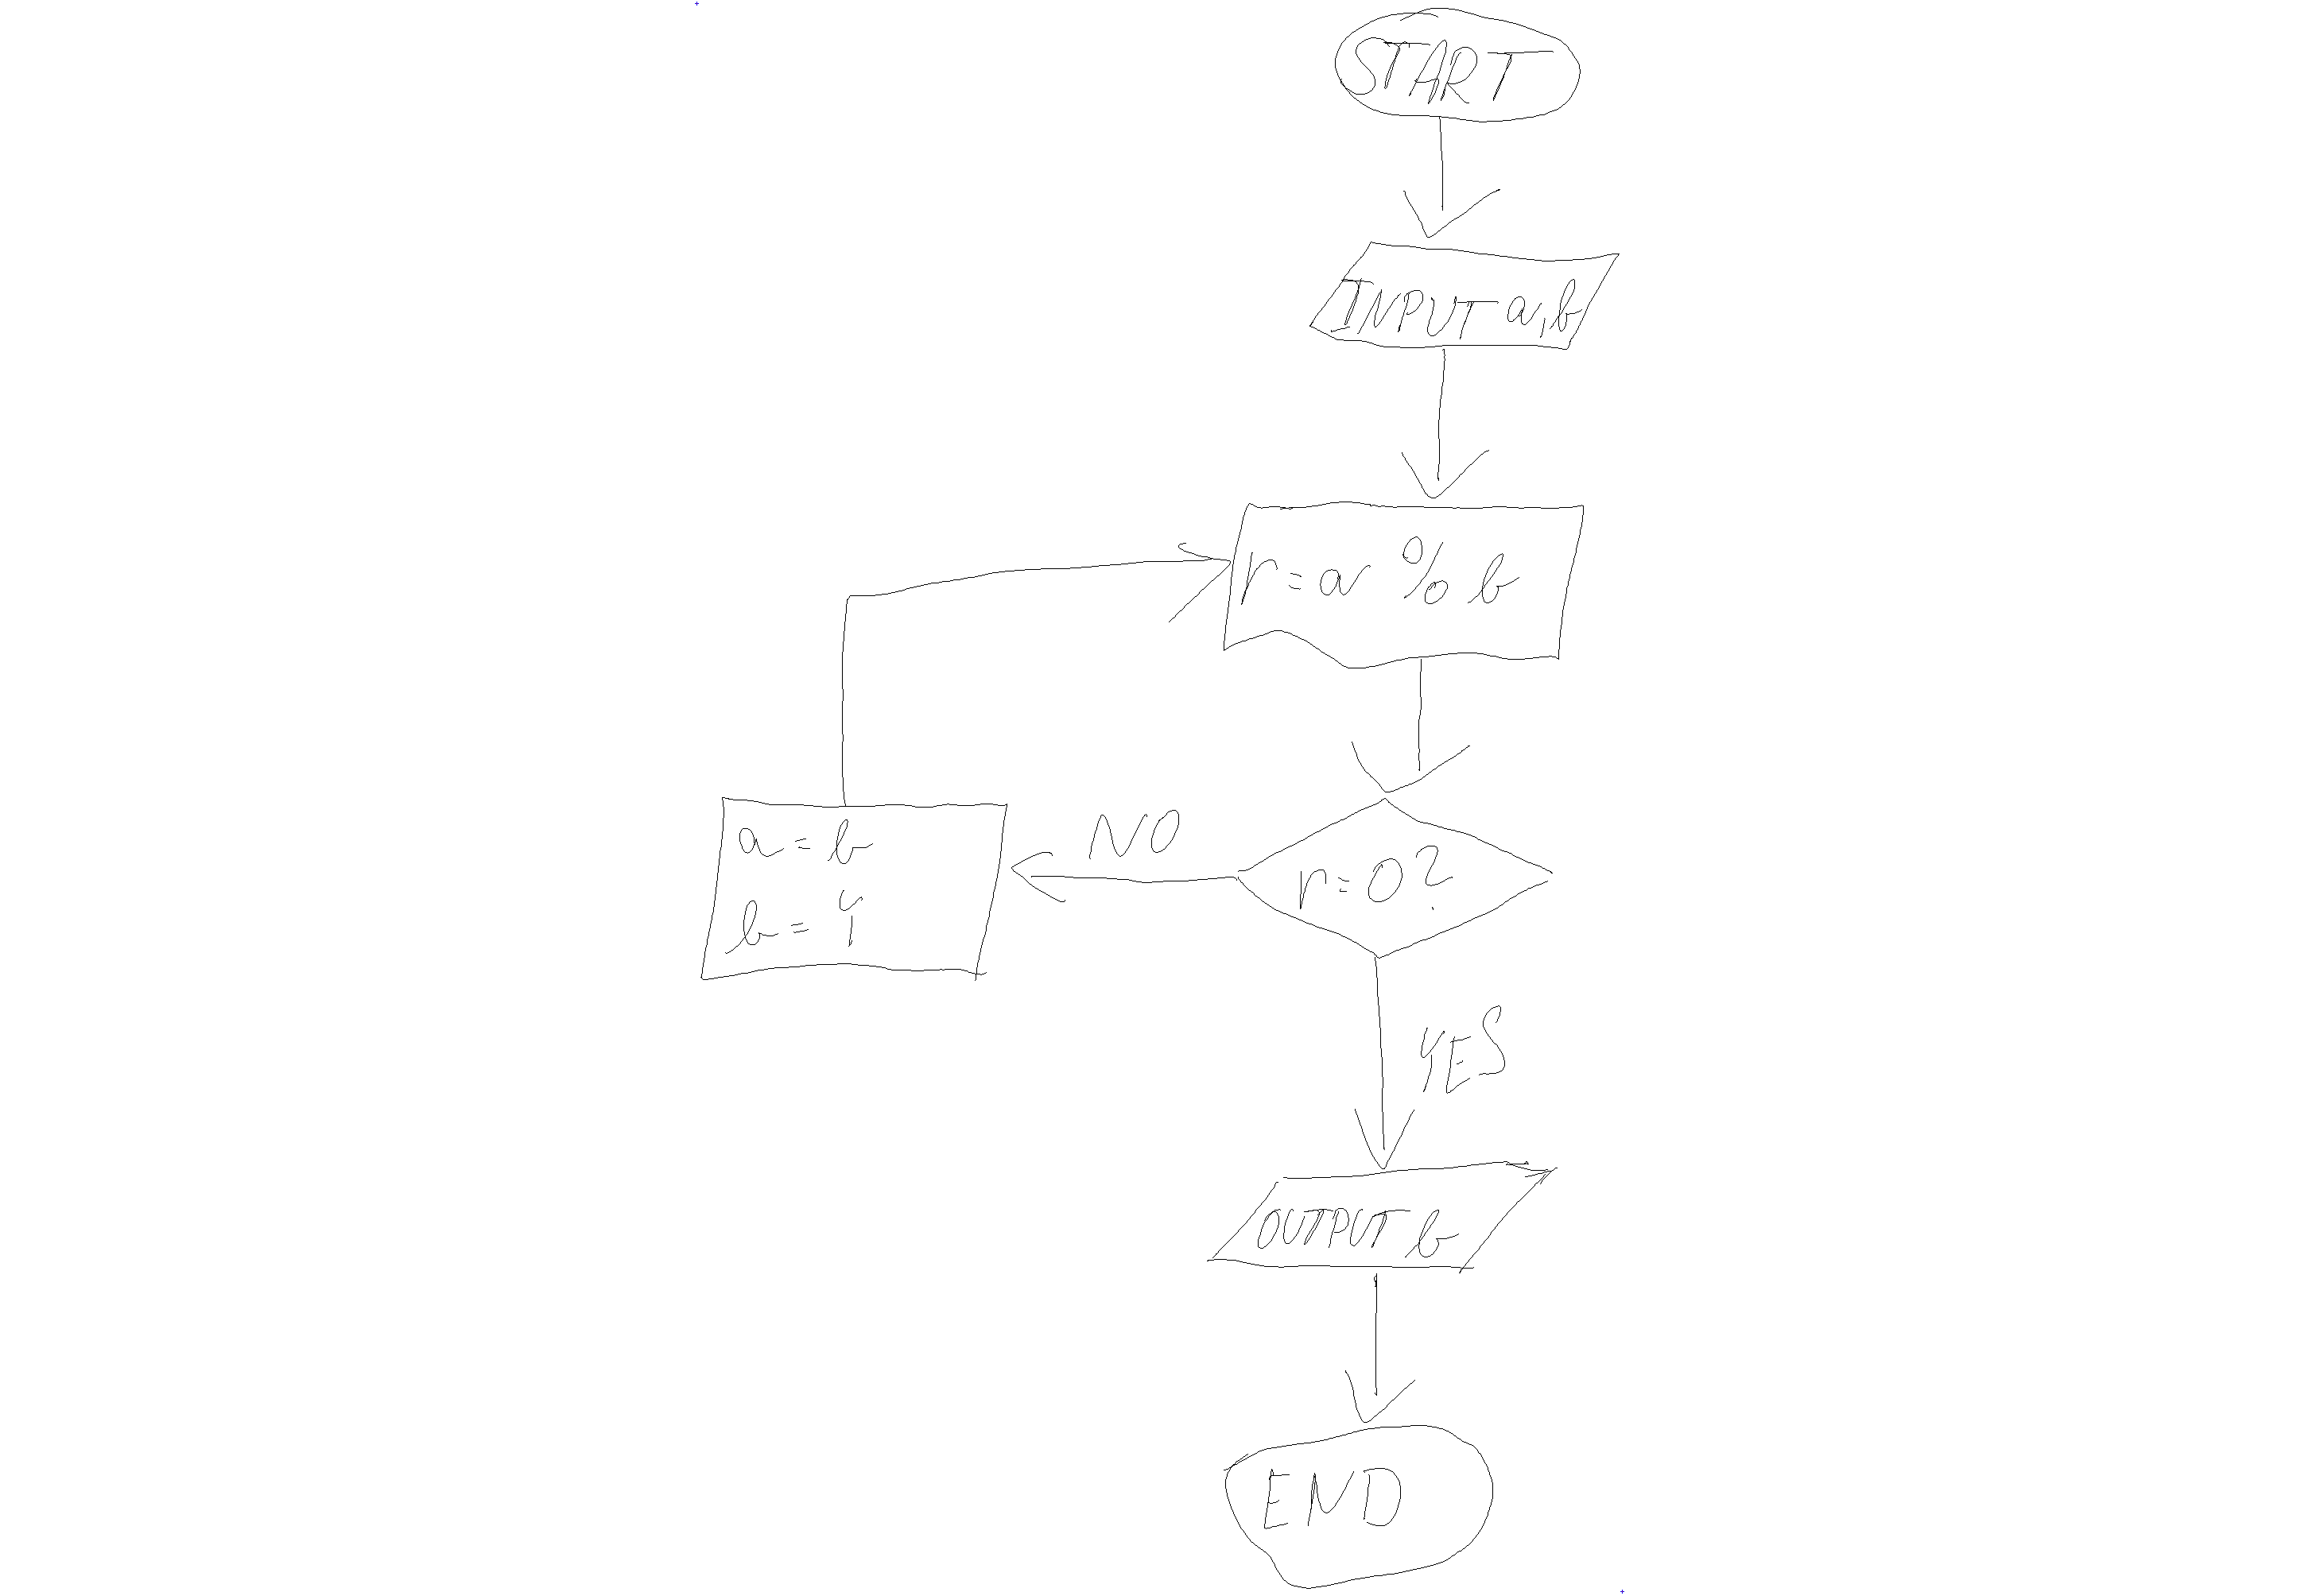 START
INPUT a,b
r = a % b
a = b
b = r
NO
r = 0 ?
YES
OUTPUT b
END